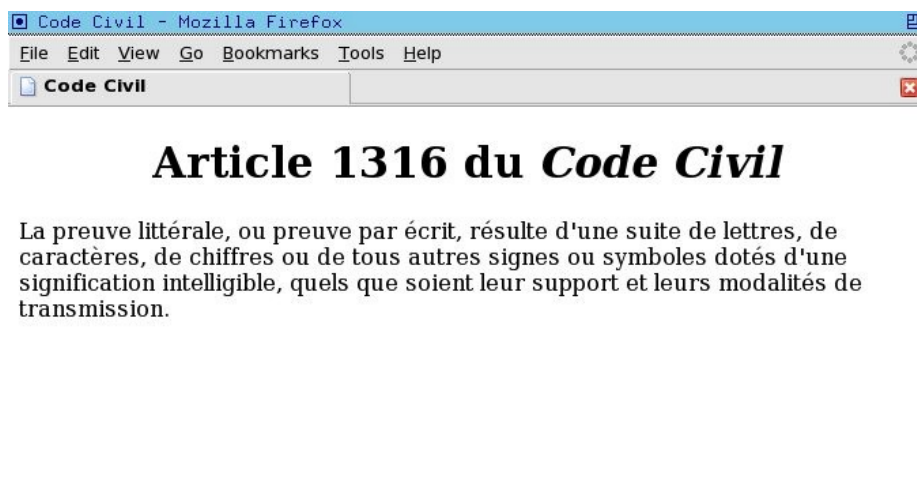 Code Civil - Mozilla Firefox
File Edit View Go Bookmarks Tools Help
Code Civil
Article 1316 du Code Civil
La preuve littérale, ou preuve par écrit, résulte d'une suite de lettres, de
caractères, de chiffres ou de tous autres signes ou symboles dotés d'une
signification intelligible, quels que soient leur support et leurs modalités de
transmission.